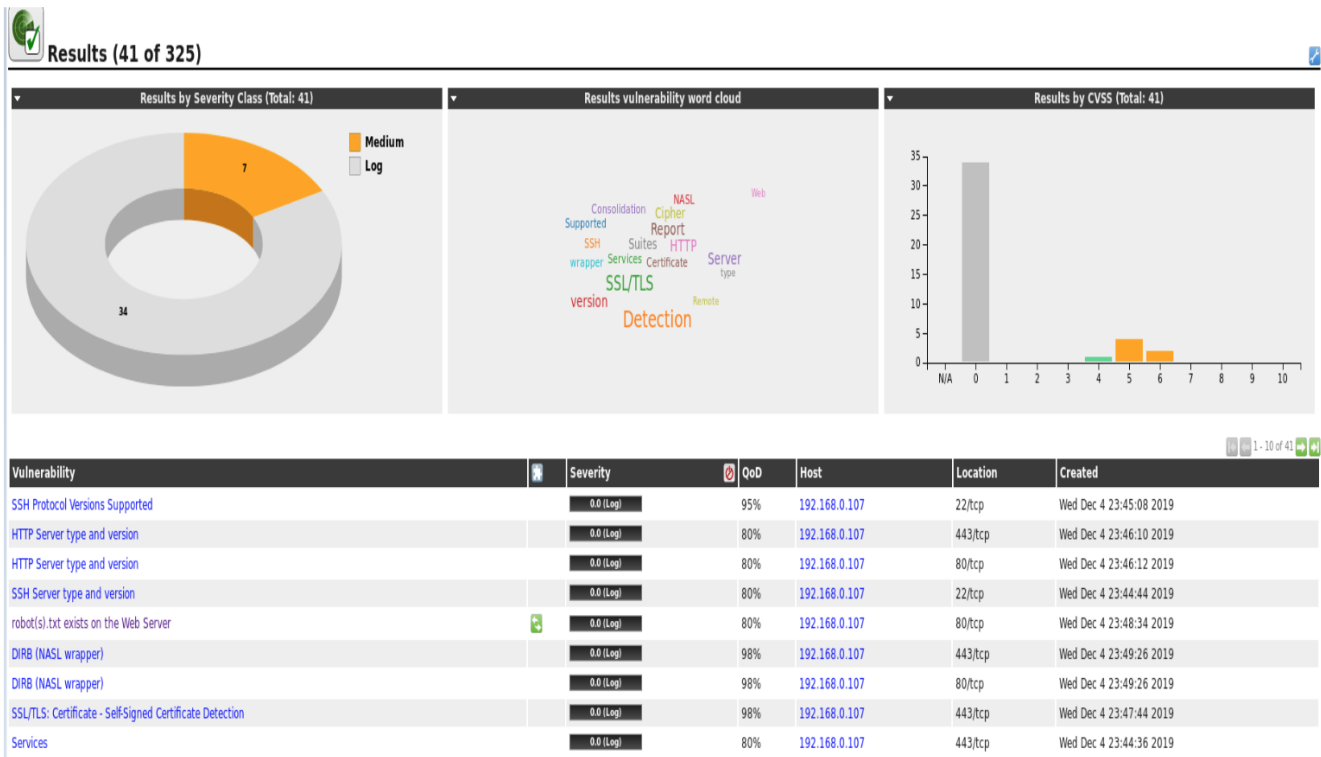 Results (41 of 325)
Results by Severity Class (Total: 41)
Medium
Log
7
34
Results vulnerability word cloud
Web
NASL
Consolidation Cipher
Supported
Report
SSH Suites HTTP
wrapper Services Certificate Server
type
SSL/TLS
version Remote
Detection
Results by CVSS (Total: 41)
35
30
25
20
15
10
5
0
N/A 0 1 2 3 4 5 6 7 8 9 10
1 - 10 of 41
Vulnerability Severity QoD Host Location Created
SSH Protocol Versions Supported 0.0 (Log) 95% 192.168.0.107 22/tcp Wed Dec 4 23:45:08 2019
HTTP Server type and version 0.0 (Log) 80% 192.168.0.107 443/tcp Wed Dec 4 23:46:10 2019
HTTP Server type and version 0.0 (Log) 80% 192.168.0.107 80/tcp Wed Dec 4 23:46:12 2019
SSH Server type and version 0.0 (Log) 80% 192.168.0.107 22/tcp Wed Dec 4 23:44:44 2019
robot(s).txt exists on the Web Server 0.0 (Log) 80% 192.168.0.107 80/tcp Wed Dec 4 23:48:34 2019
DIRB (NASL wrapper) 0.0 (Log) 98% 192.168.0.107 443/tcp Wed Dec 4 23:49:26 2019
DIRB (NASL wrapper) 0.0 (Log) 98% 192.168.0.107 80/tcp Wed Dec 4 23:49:26 2019
SSL/TLS: Certificate - Self-Signed Certificate Detection 0.0 (Log) 98% 192.168.0.107 443/tcp Wed Dec 4 23:47:44 2019
Services 0.0 (Log) 80% 192.168.0.107 443/tcp Wed Dec 4 23:44:36 2019